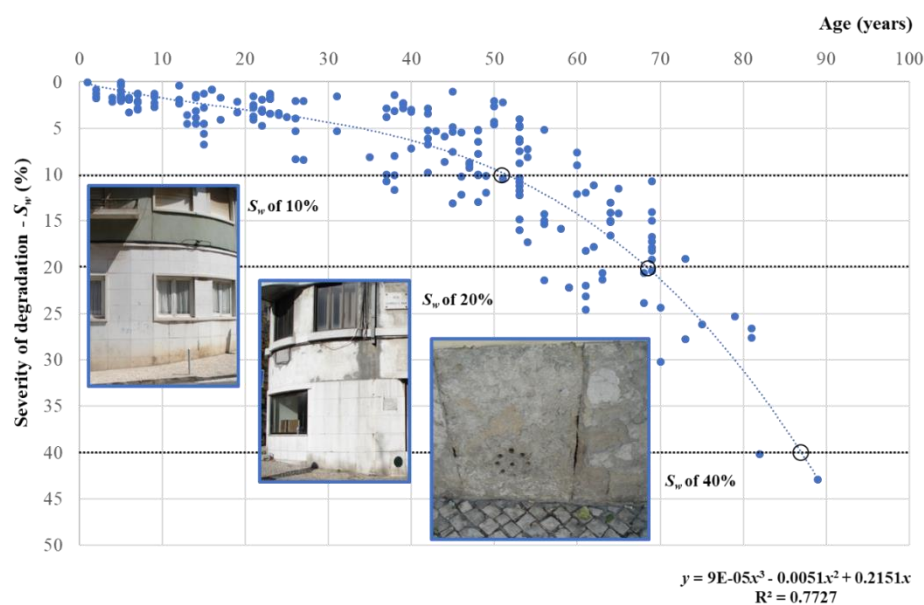 Age (years)
0 10 20 30 40 50 60 70 80 90 100
Severity of degradation - Sw (%)
0
5
10
15
20
25
30
35
40
45
50
Sw of 10%
Sw of 20%
Sw of 40%
y = 9E-05x³ - 0.0051x² + 0.2151x
R² = 0.7727